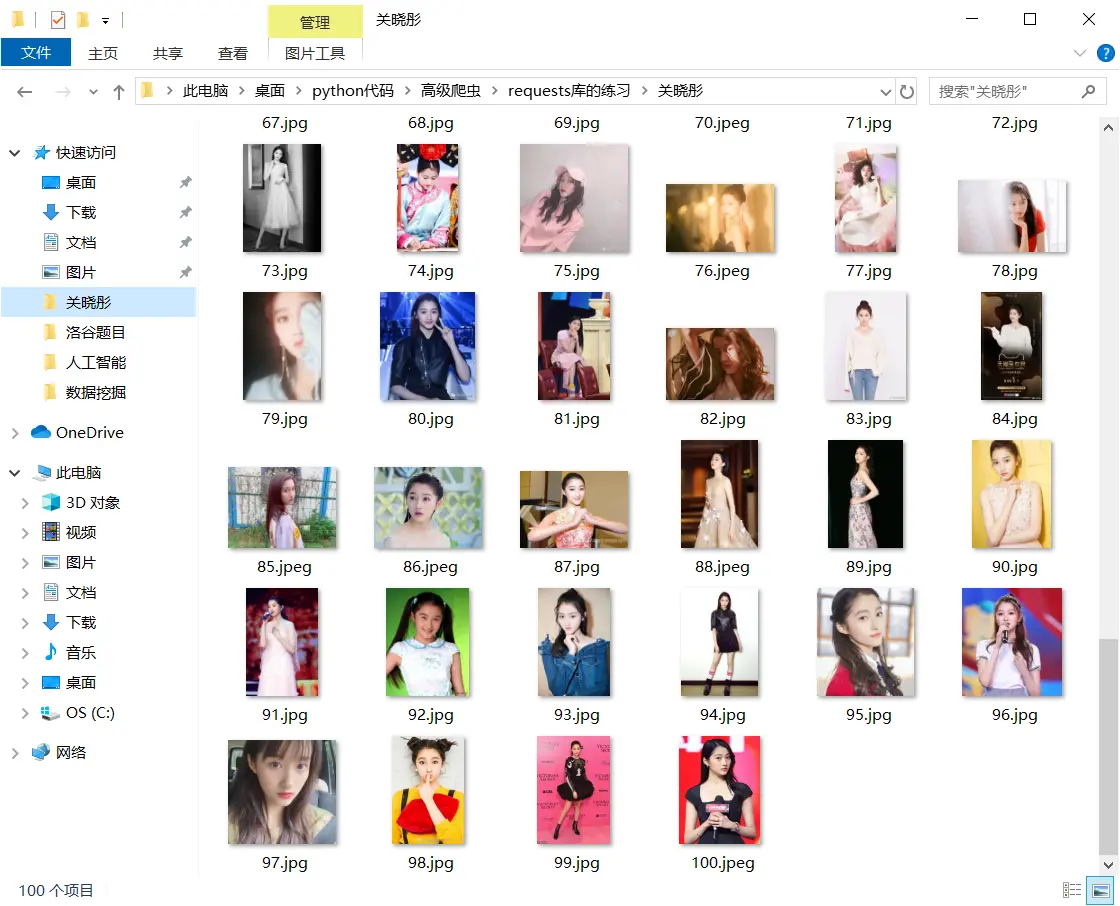 管理
关晓彤
文件
主页
共享
查看
图片工具
此电脑
桌面
python代码
高级爬虫
requests库的练习
关晓彤
搜索"关晓彤"
快速访问
桌面
下载
文档
图片
关晓彤
洛谷题目
人工智能
数据挖掘
OneDrive
此电脑
3D 对象
视频
图片
文档
下载
音乐
桌面
OS (C:)
网络
67.jpg
68.jpg
69.jpg
70.jpeg
71.jpg
72.jpg
73.jpg
74.jpg
75.jpg
76.jpeg
77.jpg
78.jpg
79.jpg
80.jpg
81.jpg
82.jpg
83.jpg
84.jpg
85.jpeg
86.jpeg
87.jpg
88.jpeg
89.jpg
90.jpg
91.jpg
92.jpg
93.jpg
94.jpg
95.jpg
96.jpg
97.jpg
98.jpg
99.jpg
100.jpeg
100 个项目